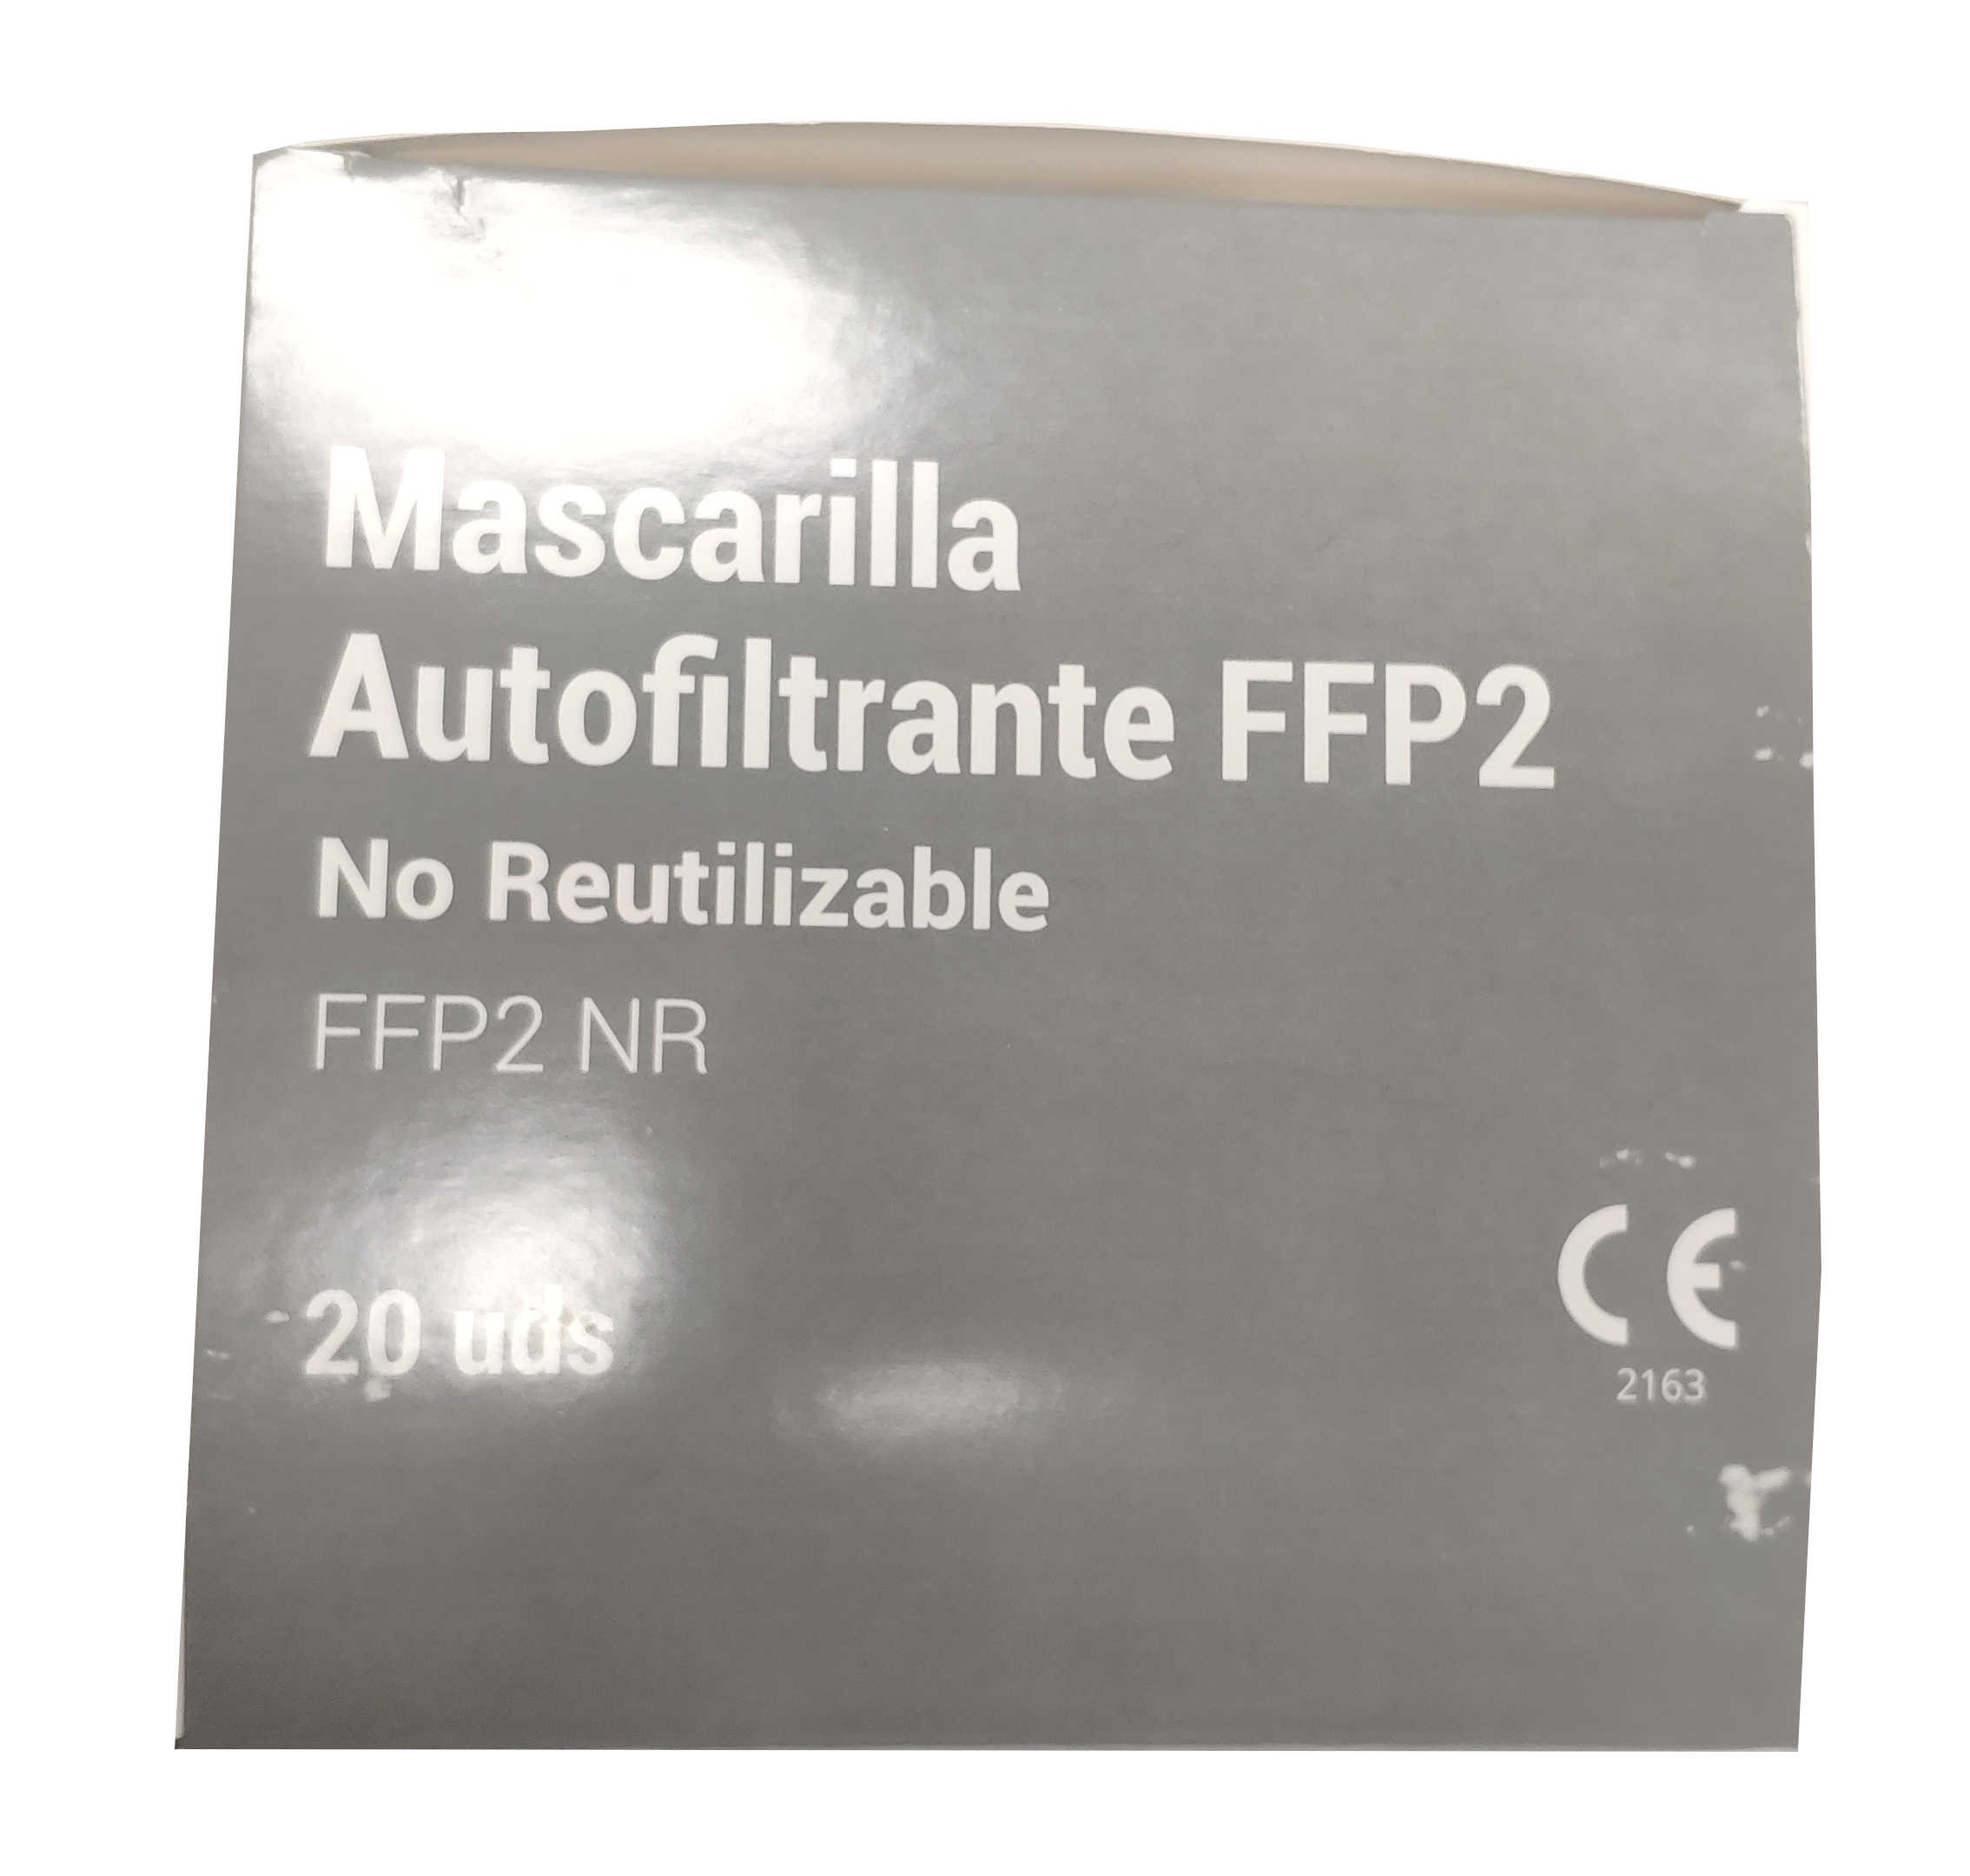 Mascarilla
Autofiltrante FFP2
No Reutilizable
FFP2 NR
20 uds
CE
2163